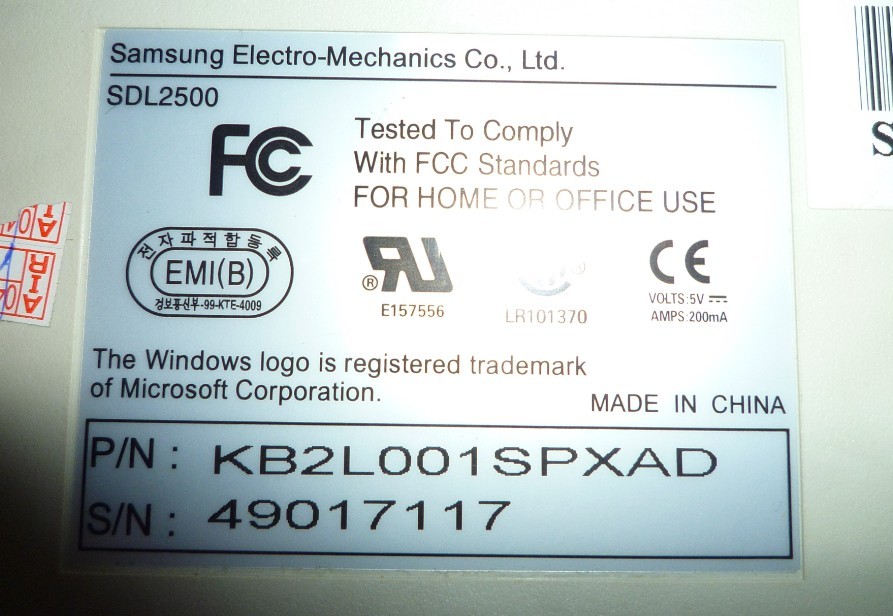 Samsung Electro-Mechanics Co., Ltd.
SDL2500
FC
Tested To Comply
With FCC Standards
FOR HOME OR OFFICE USE
전자파적합등록
EMI(B)
정보통신부-99-KTE-4009
®
E157556
LR101370
CE
VOLTS:5V
AMPS:200mA
The Windows logo is registered trademark
of Microsoft Corporation.
MADE IN CHINA
P/N : KB2L001SPXAD
S/N : 49017117
S